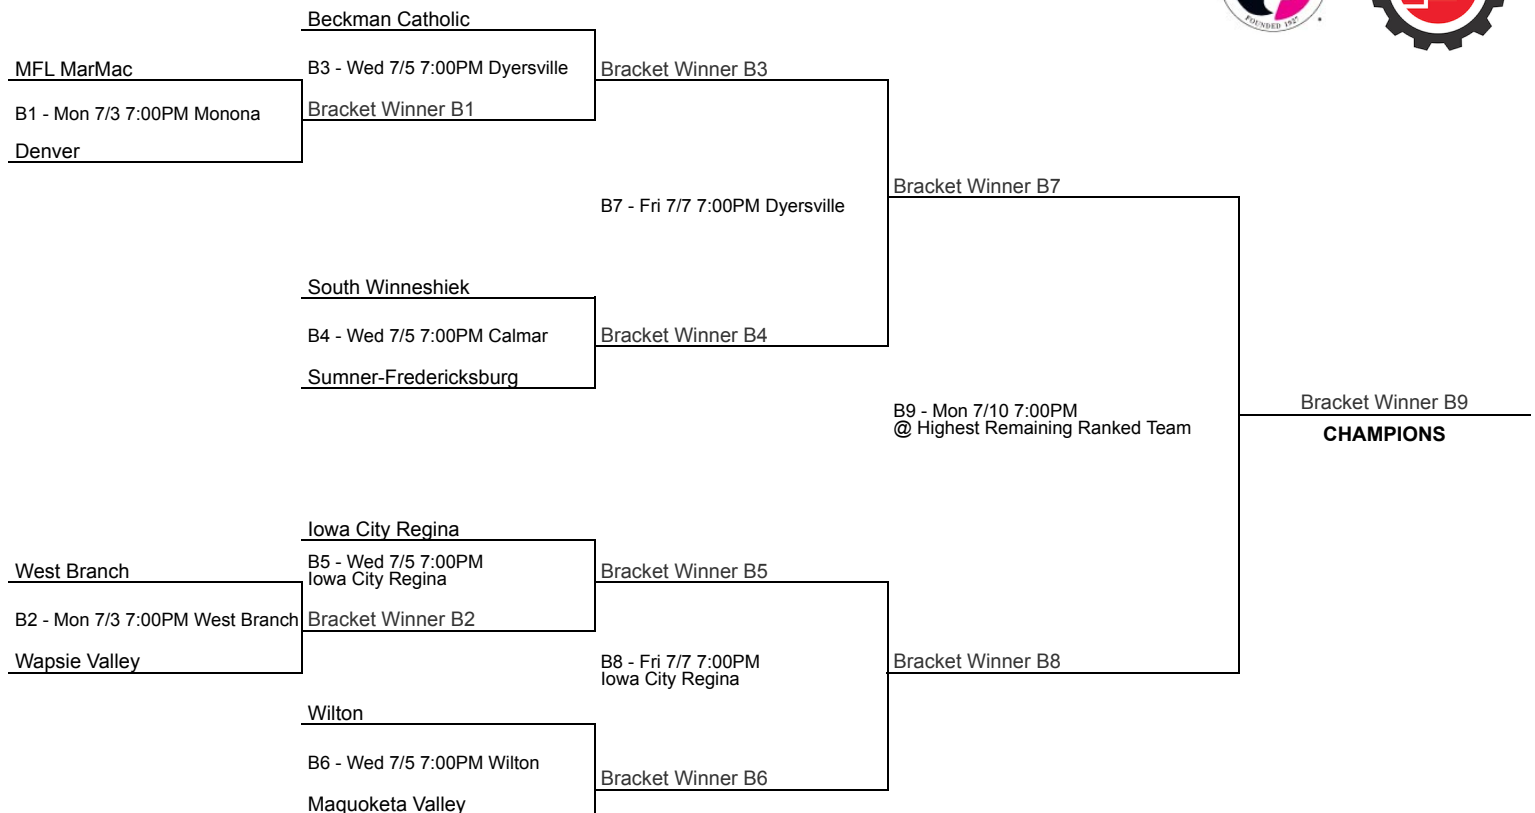 Beckman Catholic
FOUNDED 1927
MFL MarMac
B3 - Wed 7/5 7:00PM Dyersville
Bracket Winner B3
B1 - Mon 7/3 7:00PM Monona
Bracket Winner B1
Denver
Bracket Winner B7
B7 - Fri 7/7 7:00PM Dyersville
South Winneshiek
B4 - Wed 7/5 7:00PM Calmar
Bracket Winner B4
Sumner-Fredericksburg
B9 - Mon 7/10 7:00PM
@ Highest Remaining Ranked Team
Bracket Winner B9
CHAMPIONS
Iowa City Regina
West Branch
B5 - Wed 7/5 7:00PM
Iowa City Regina
Bracket Winner B5
B2 - Mon 7/3 7:00PM West Branch
Bracket Winner B2
Wapsie Valley
B8 - Fri 7/7 7:00PM
Iowa City Regina
Bracket Winner B8
Wilton
B6 - Wed 7/5 7:00PM Wilton
Bracket Winner B6
Maquoketa Valley